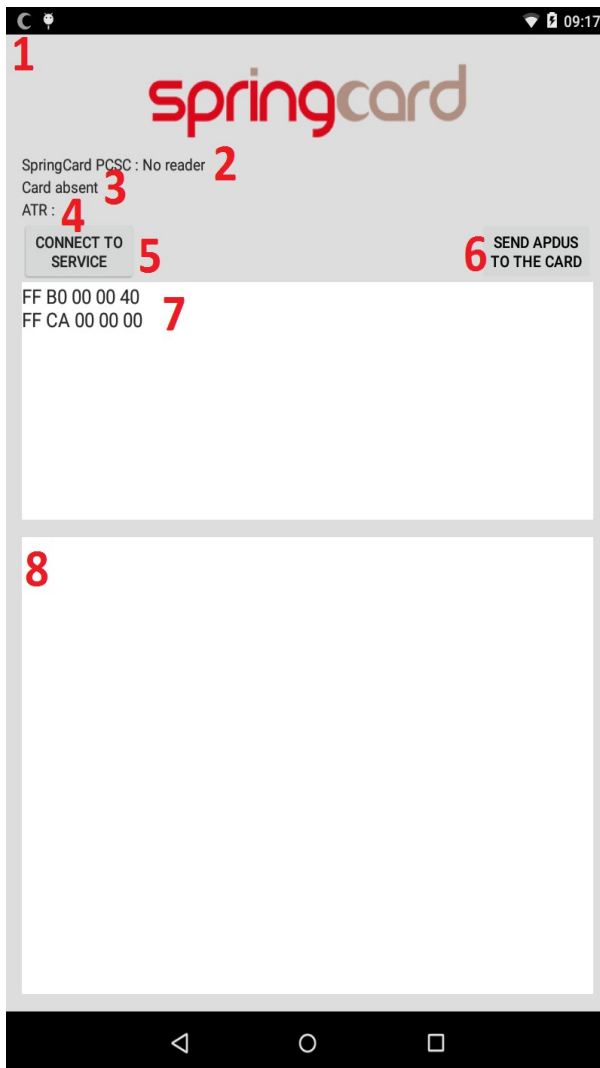 09:17
1
springcard
SpringCard PCSC : No reader 2
Card absent 3
ATR : 4
CONNECT TO
SERVICE
5
6
SEND APDUS
TO THE CARD
FF B0 00 00 40
FF CA 00 00 00
7
8